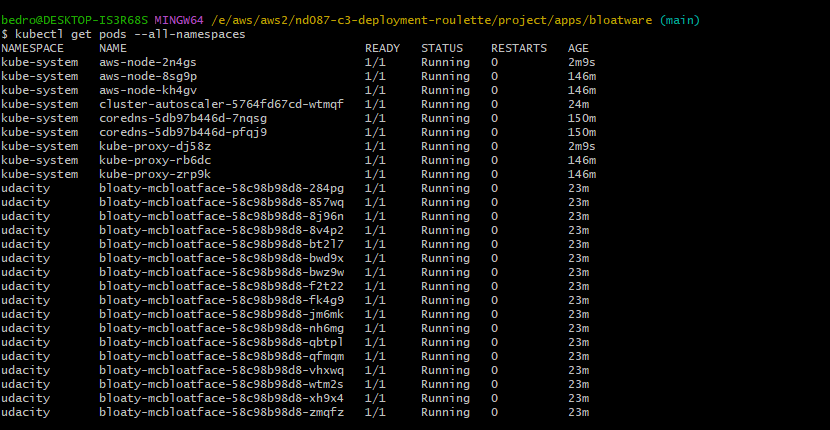 bedro@DESKTOP-IS3R68S MINGW64 /e/aws/aws2/nd087-c3-deployment-roulette/project/apps/bloatware (main)
$ kubectl get pods --all-namespaces
NAMESPACE     NAME                                  READY   STATUS    RESTARTS   AGE
kube-system   aws-node-2n4gs                        1/1     Running   0          2m9s
kube-system   aws-node-8sg9p                        1/1     Running   0          146m
kube-system   aws-node-kh4gv                        1/1     Running   0          146m
kube-system   cluster-autoscaler-5764fd67cd-wtmqf   1/1     Running   0          24m
kube-system   coredns-5db97b446d-7nqsg              1/1     Running   0          150m
kube-system   coredns-5db97b446d-pfqj9              1/1     Running   0          150m
kube-system   kube-proxy-dj58z                      1/1     Running   0          2m9s
kube-system   kube-proxy-rb6dc                      1/1     Running   0          146m
kube-system   kube-proxy-zrp9k                      1/1     Running   0          146m
udacity       bloaty-mcbloatface-58c98b98d8-284pg   1/1     Running   0          23m
udacity       bloaty-mcbloatface-58c98b98d8-857wq   1/1     Running   0          23m
udacity       bloaty-mcbloatface-58c98b98d8-8j96n   1/1     Running   0          23m
udacity       bloaty-mcbloatface-58c98b98d8-8v4p2   1/1     Running   0          23m
udacity       bloaty-mcbloatface-58c98b98d8-bt2l7   1/1     Running   0          23m
udacity       bloaty-mcbloatface-58c98b98d8-bwd9x   1/1     Running   0          23m
udacity       bloaty-mcbloatface-58c98b98d8-bwz9w   1/1     Running   0          23m
udacity       bloaty-mcbloatface-58c98b98d8-f2t22   1/1     Running   0          23m
udacity       bloaty-mcbloatface-58c98b98d8-fk4g9   1/1     Running   0          23m
udacity       bloaty-mcbloatface-58c98b98d8-jm6mk   1/1     Running   0          23m
udacity       bloaty-mcbloatface-58c98b98d8-nh6mg   1/1     Running   0          23m
udacity       bloaty-mcbloatface-58c98b98d8-qbtpl   1/1     Running   0          23m
udacity       bloaty-mcbloatface-58c98b98d8-qfmqm   1/1     Running   0          23m
udacity       bloaty-mcbloatface-58c98b98d8-vhxwq   1/1     Running   0          23m
udacity       bloaty-mcbloatface-58c98b98d8-wtm2s   1/1     Running   0          23m
udacity       bloaty-mcbloatface-58c98b98d8-xh9x4   1/1     Running   0          23m
udacity       bloaty-mcbloatface-58c98b98d8-zmqfz   1/1     Running   0          23m